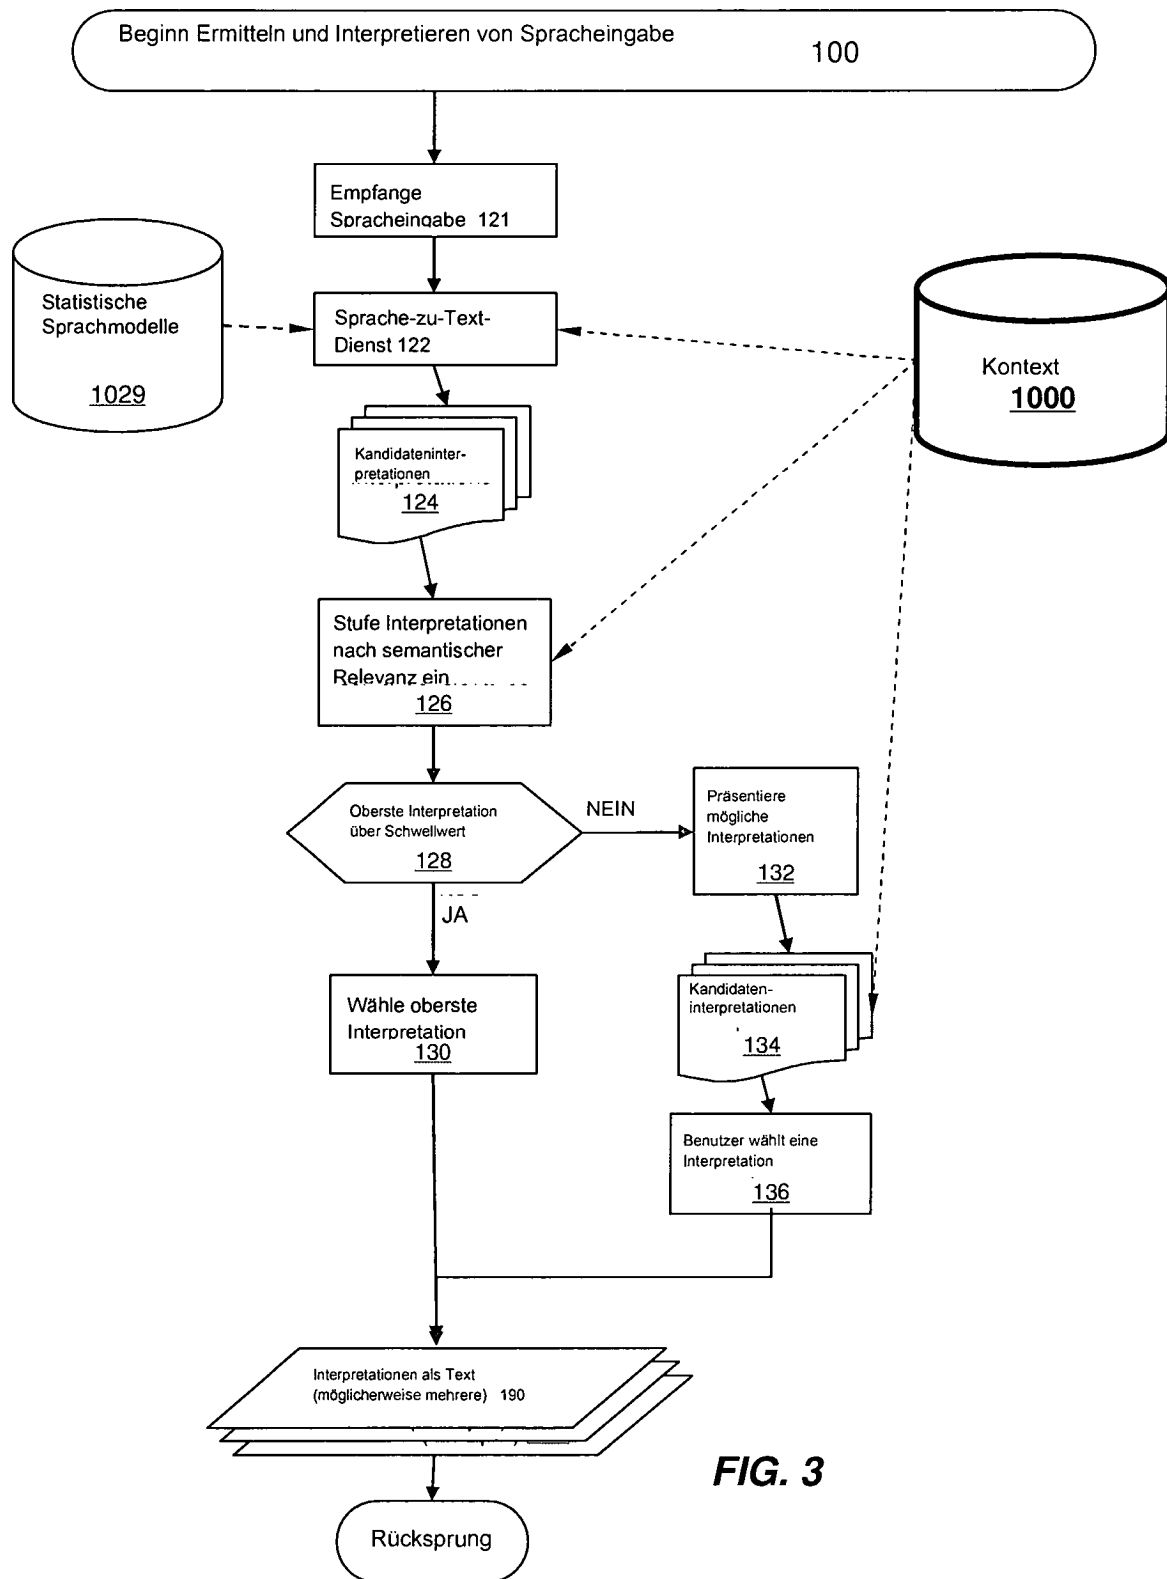 Beginn Ermitteln und Interpretieren von Spracheingabe 100
Empfange
Spracheingabe 121
Statistische
Sprachmodelle
1029
Sprache-zu-Text-
Dienst 122
Kontext
1000
Kandidateninter-
pretationen
124
Stufe Interpretationen
nach semantischer
Relevanz ein
126
Oberste Interpretation
über Schwellwert
128
NEIN
Präsentiere
mögliche
Interpretationen
132
JA
Wähle oberste
Interpretation
130
Kandidaten-
interpretationen
134
Benutzer wählt eine
Interpretation
136
Interpretationen als Text
(möglicherweise mehrere) 190
FIG. 3
Rücksprung